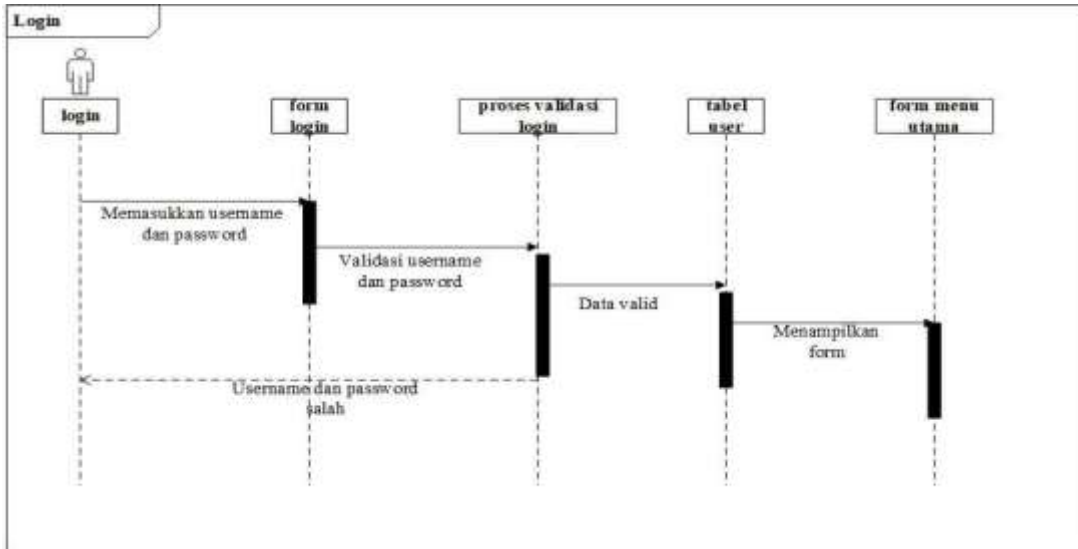 Login
login
form
login
proses validasi
login
tabel
user
form menu
utama
Memasukkan username
dan password
Validasi username
dan password
Data valid
Menampilkan
form
Username dan password
salah